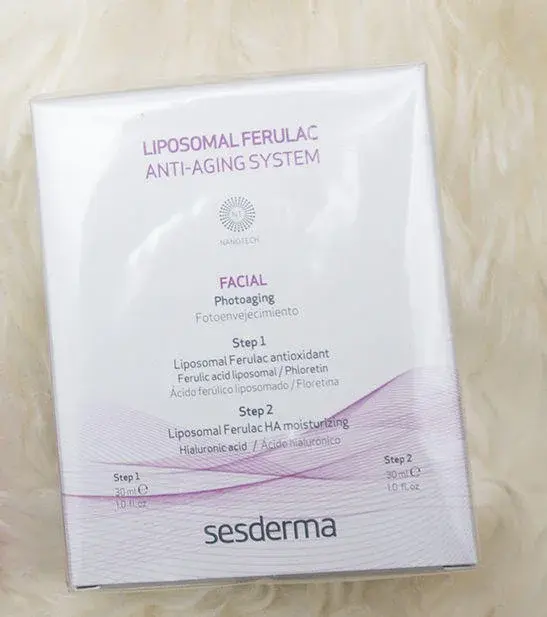 LIPOSOMAL FERULAC
ANTI-AGING SYSTEM
NT
NANOTECH
FACIAL
Photoaging
Fotoenvejecimiento
Step 1
Liposomal Ferulac antioxidant
Ferulic acid liposomal / Phloretin
Ácido ferúlico liposomado / Floretina
Step 2
Liposomal Ferulac HA moisturizing
Hialuronic acid / Ácido hialurónico
Step 1
30 ml ℮
1.0 fl. oz
Step 2
30 ml ℮
1.0 fl. oz
sesderma